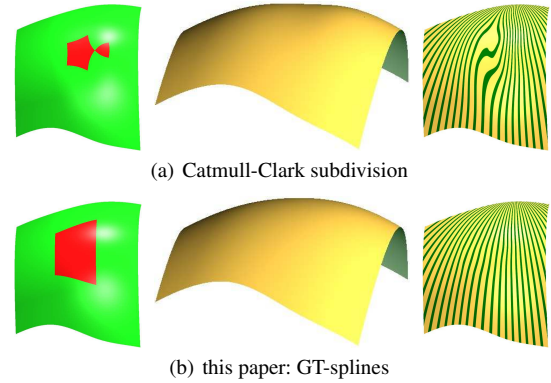 (a) Catmull-Clark subdivision
(b) this paper: GT-splines